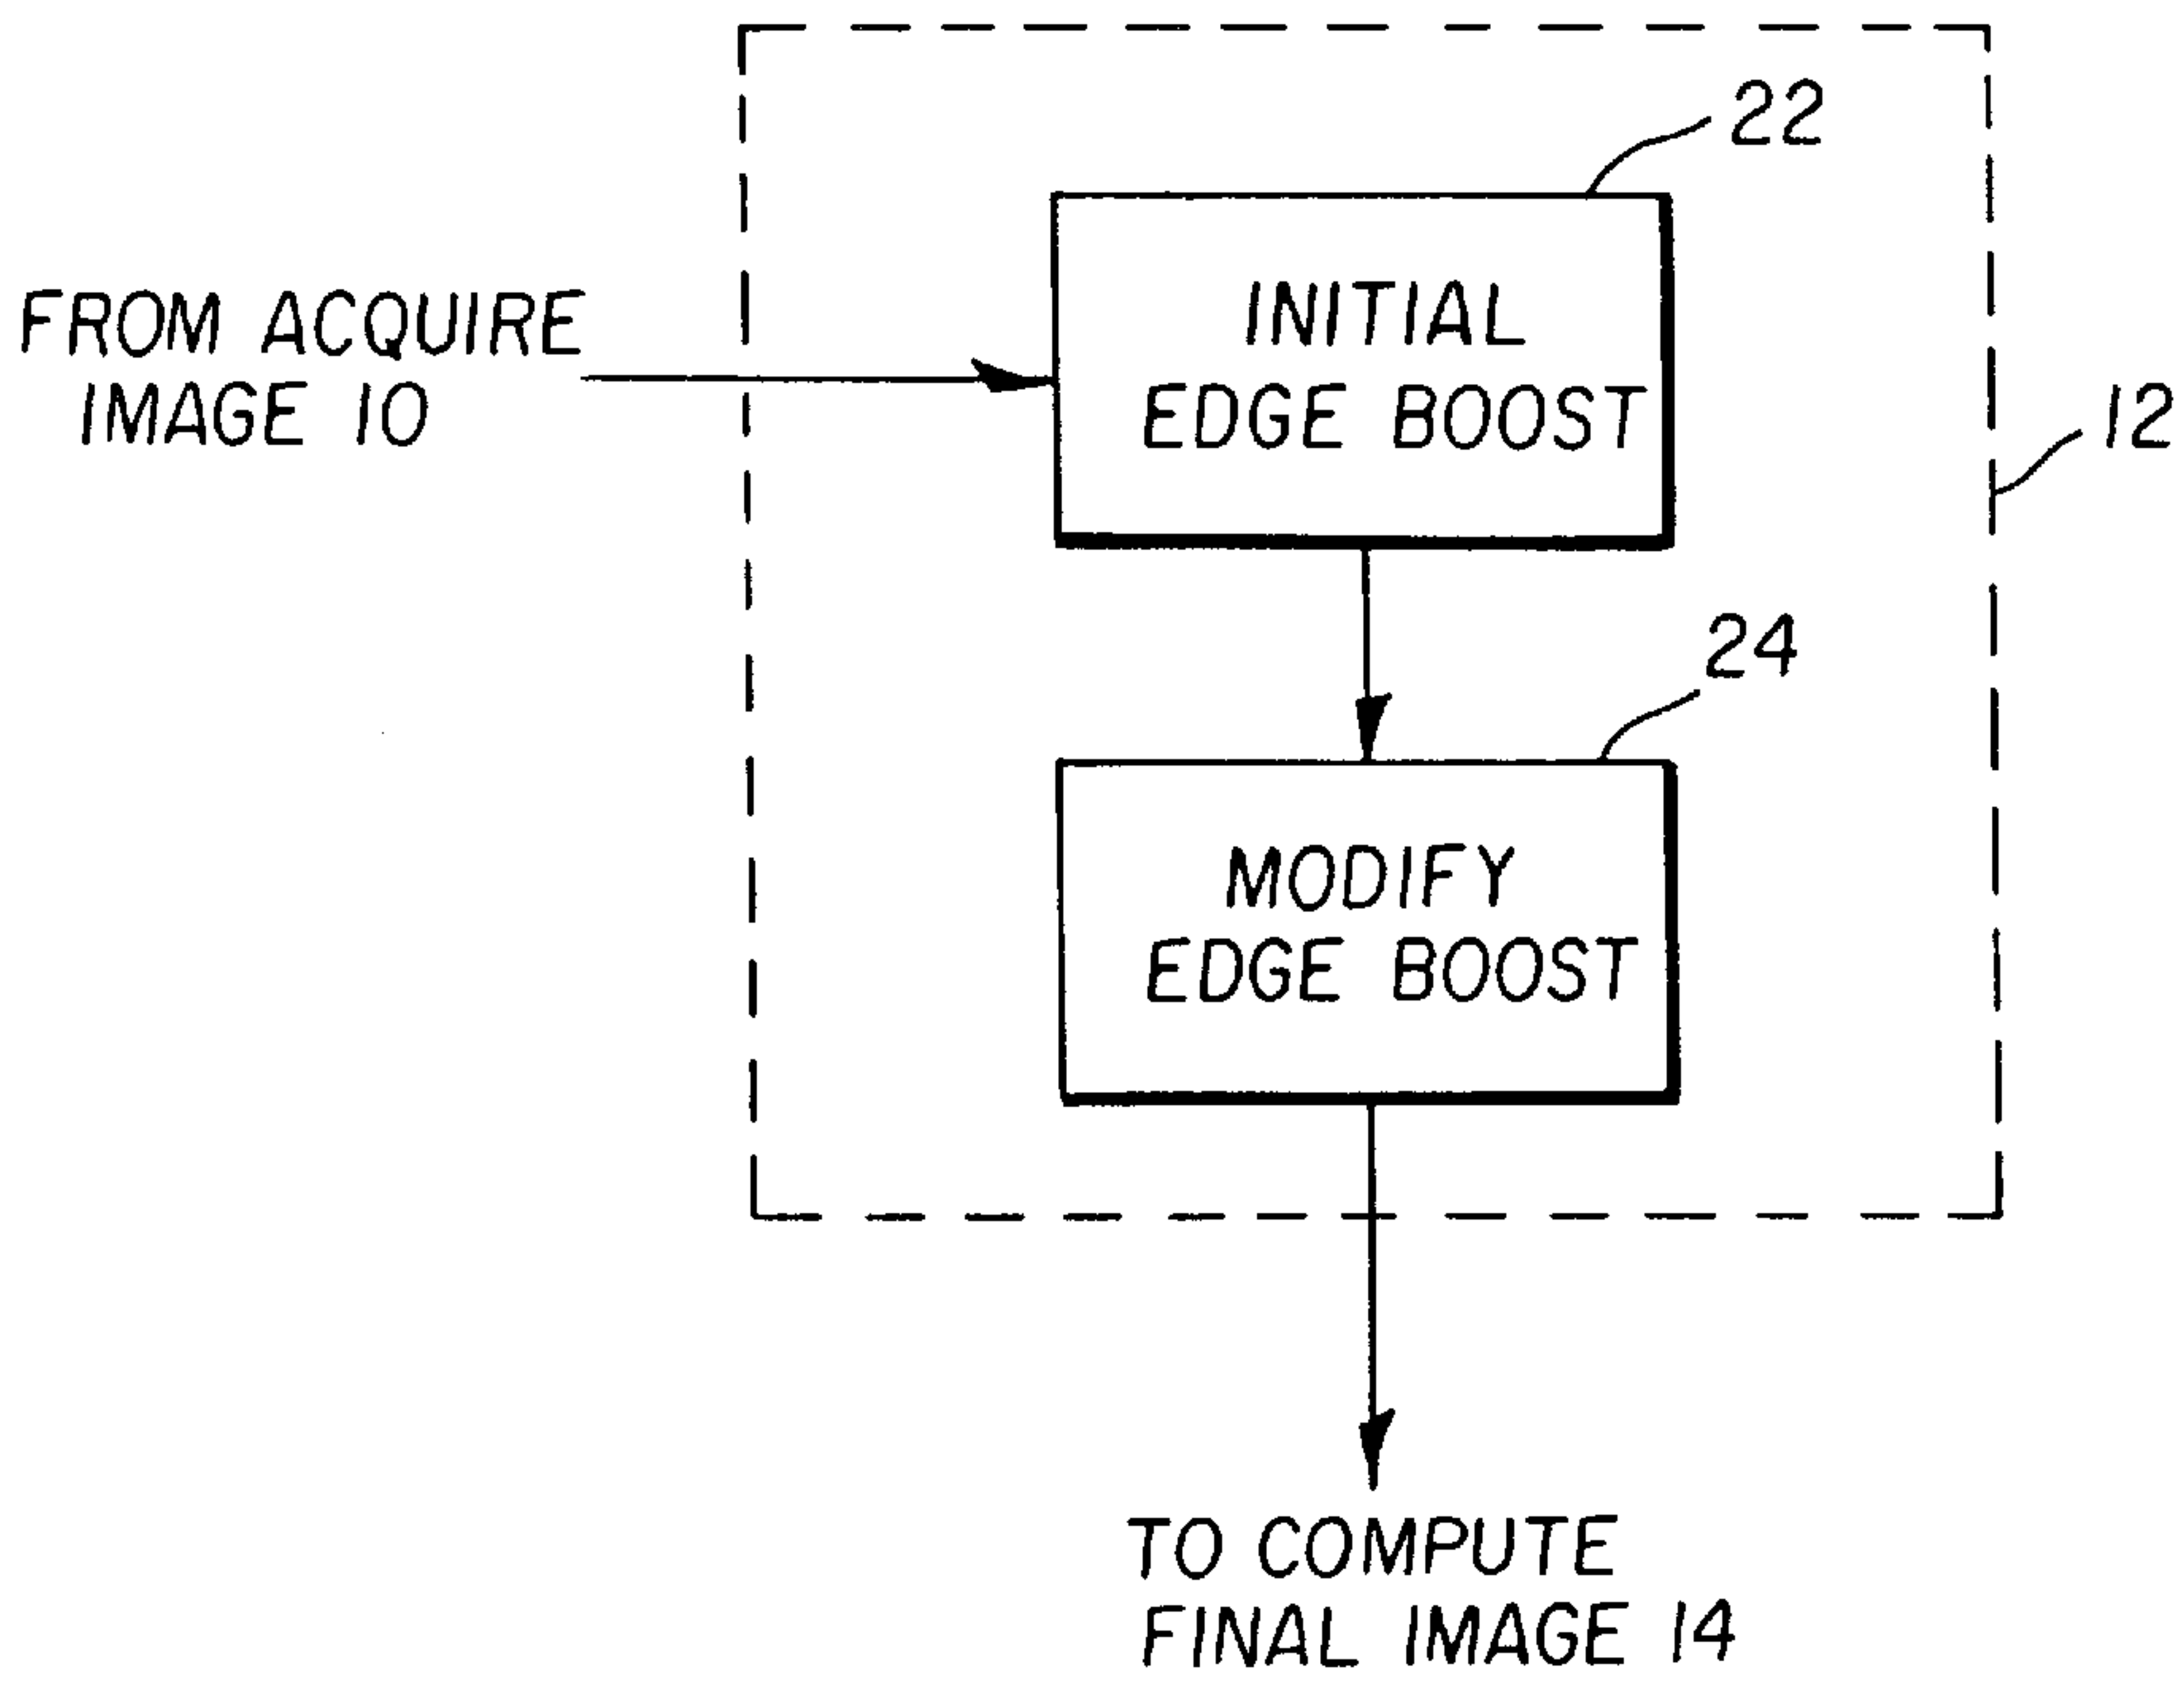 22
INITIAL
EDGE BOOST
FROM ACQUIRE
IMAGE 10
12
24
MODIFY
EDGE BOOST
TO COMPUTE
FINAL IMAGE 14